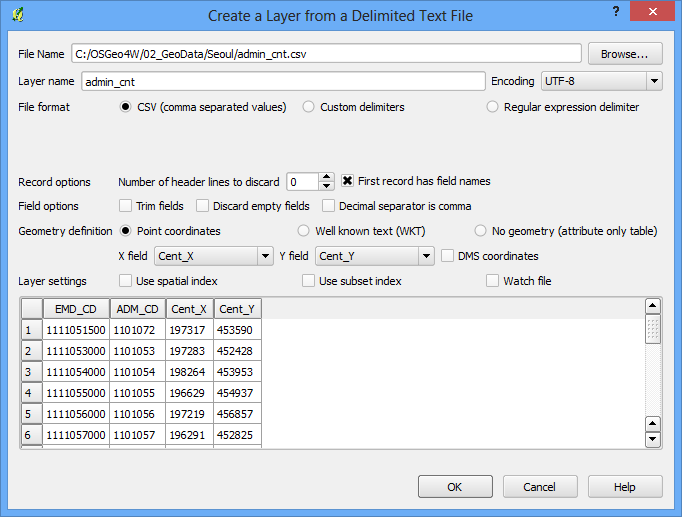 Create a Layer from a Delimited Text File
File Name C:/OSGeo4W/02_GeoData/Seoul/admin_cnt.csv Browse...
Layer name admin_cnt Encoding UTF-8
File format CSV (comma separated values) Custom delimiters Regular expression delimiter
Record options Number of header lines to discard 0 First record has field names
Field options Trim fields Discard empty fields Decimal separator is comma
Geometry definition Point coordinates Well known text (WKT) No geometry (attribute only table)
X field Cent_X Y field Cent_Y DMS coordinates
Layer settings Use spatial index Use subset index Watch file
EMD_CD ADM_CD Cent_X Cent_Y
1 1111051500 1101072 197317 453590
2 1111053000 1101053 197283 452428
3 1111054000 1101054 198264 453953
4 1111055000 1101055 196629 454937
5 1111056000 1101056 197219 456857
6 1111057000 1101057 196291 452825
OK Cancel Help